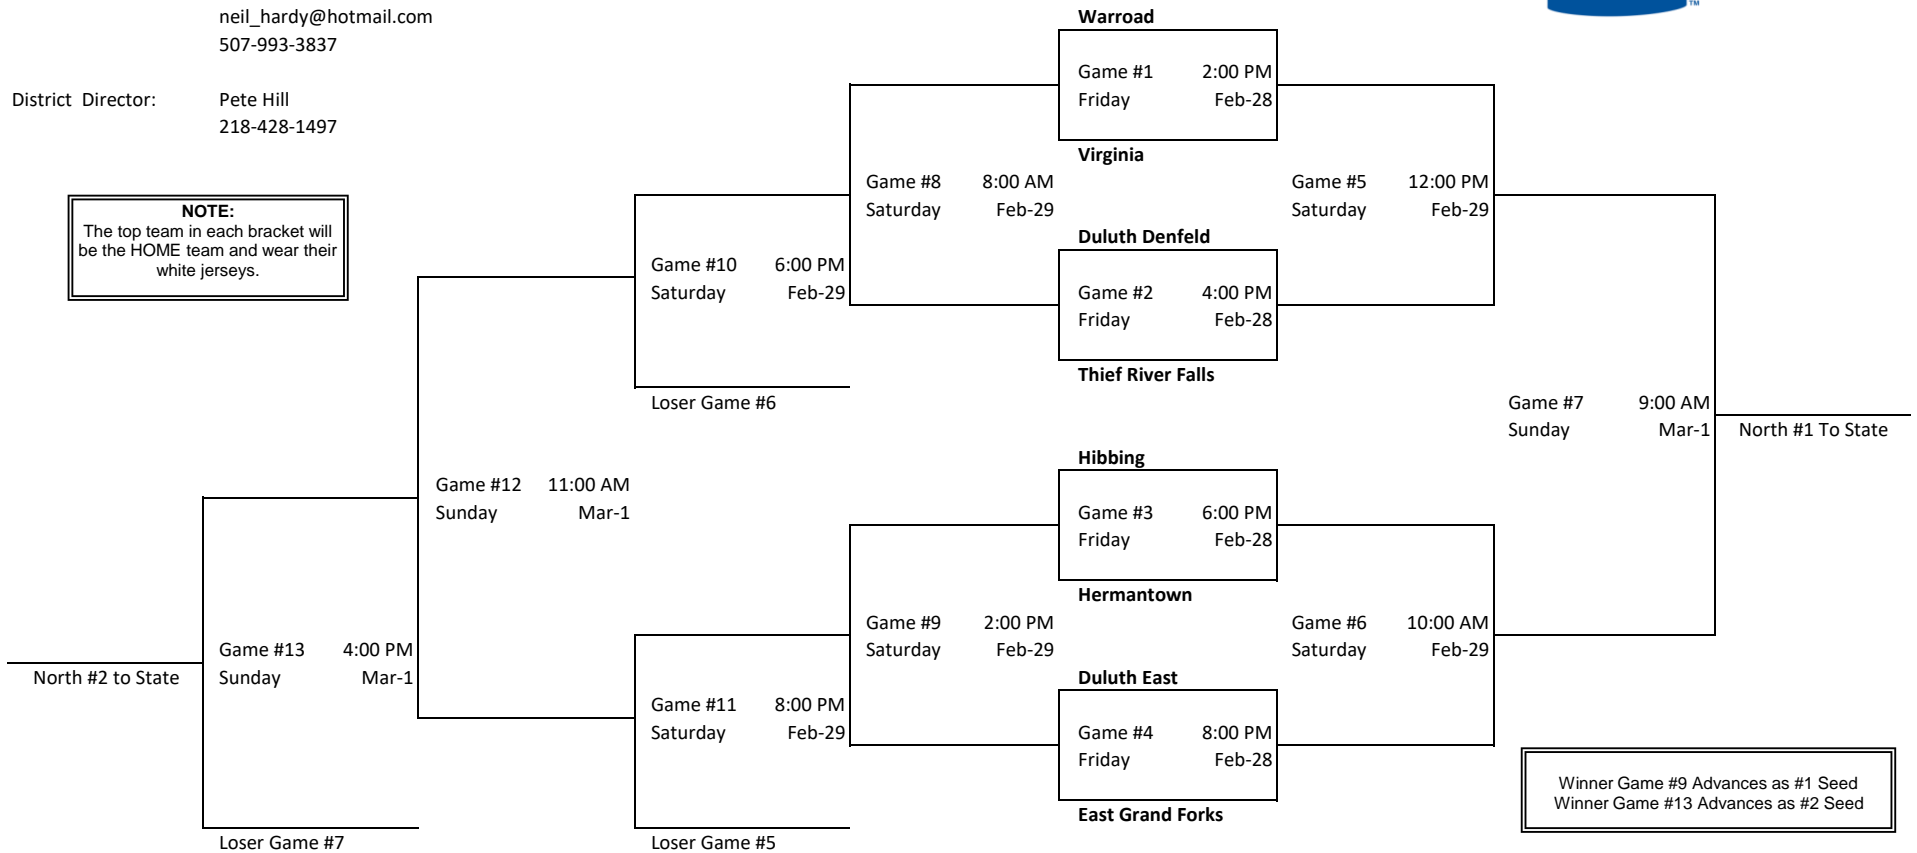 neil_hardy@hotmail.com
507-993-3837
District Director: Pete Hill
218-428-1497
NOTE:
The top team in each bracket will
be the HOME team and wear their
white jerseys.
TM
Warroad
Game #1 2:00 PM
Friday Feb-28
Virginia
Game #8 8:00 AM
Saturday Feb-29
Game #5 12:00 PM
Saturday Feb-29
Duluth Denfeld
Game #10 6:00 PM
Saturday Feb-29
Game #2 4:00 PM
Friday Feb-28
Thief River Falls
Loser Game #6
Game #7 9:00 AM
Sunday Mar-1
North #1 To State
Hibbing
Game #12 11:00 AM
Sunday Mar-1
Game #3 6:00 PM
Friday Feb-28
Hermantown
Game #9 2:00 PM
Saturday Feb-29
Game #6 10:00 AM
Saturday Feb-29
Game #13 4:00 PM
Sunday Mar-1
North #2 to State
Duluth East
Game #11 8:00 PM
Saturday Feb-29
Game #4 8:00 PM
Friday Feb-28
East Grand Forks
Winner Game #9 Advances as #1 Seed
Winner Game #13 Advances as #2 Seed
Loser Game #7
Loser Game #5